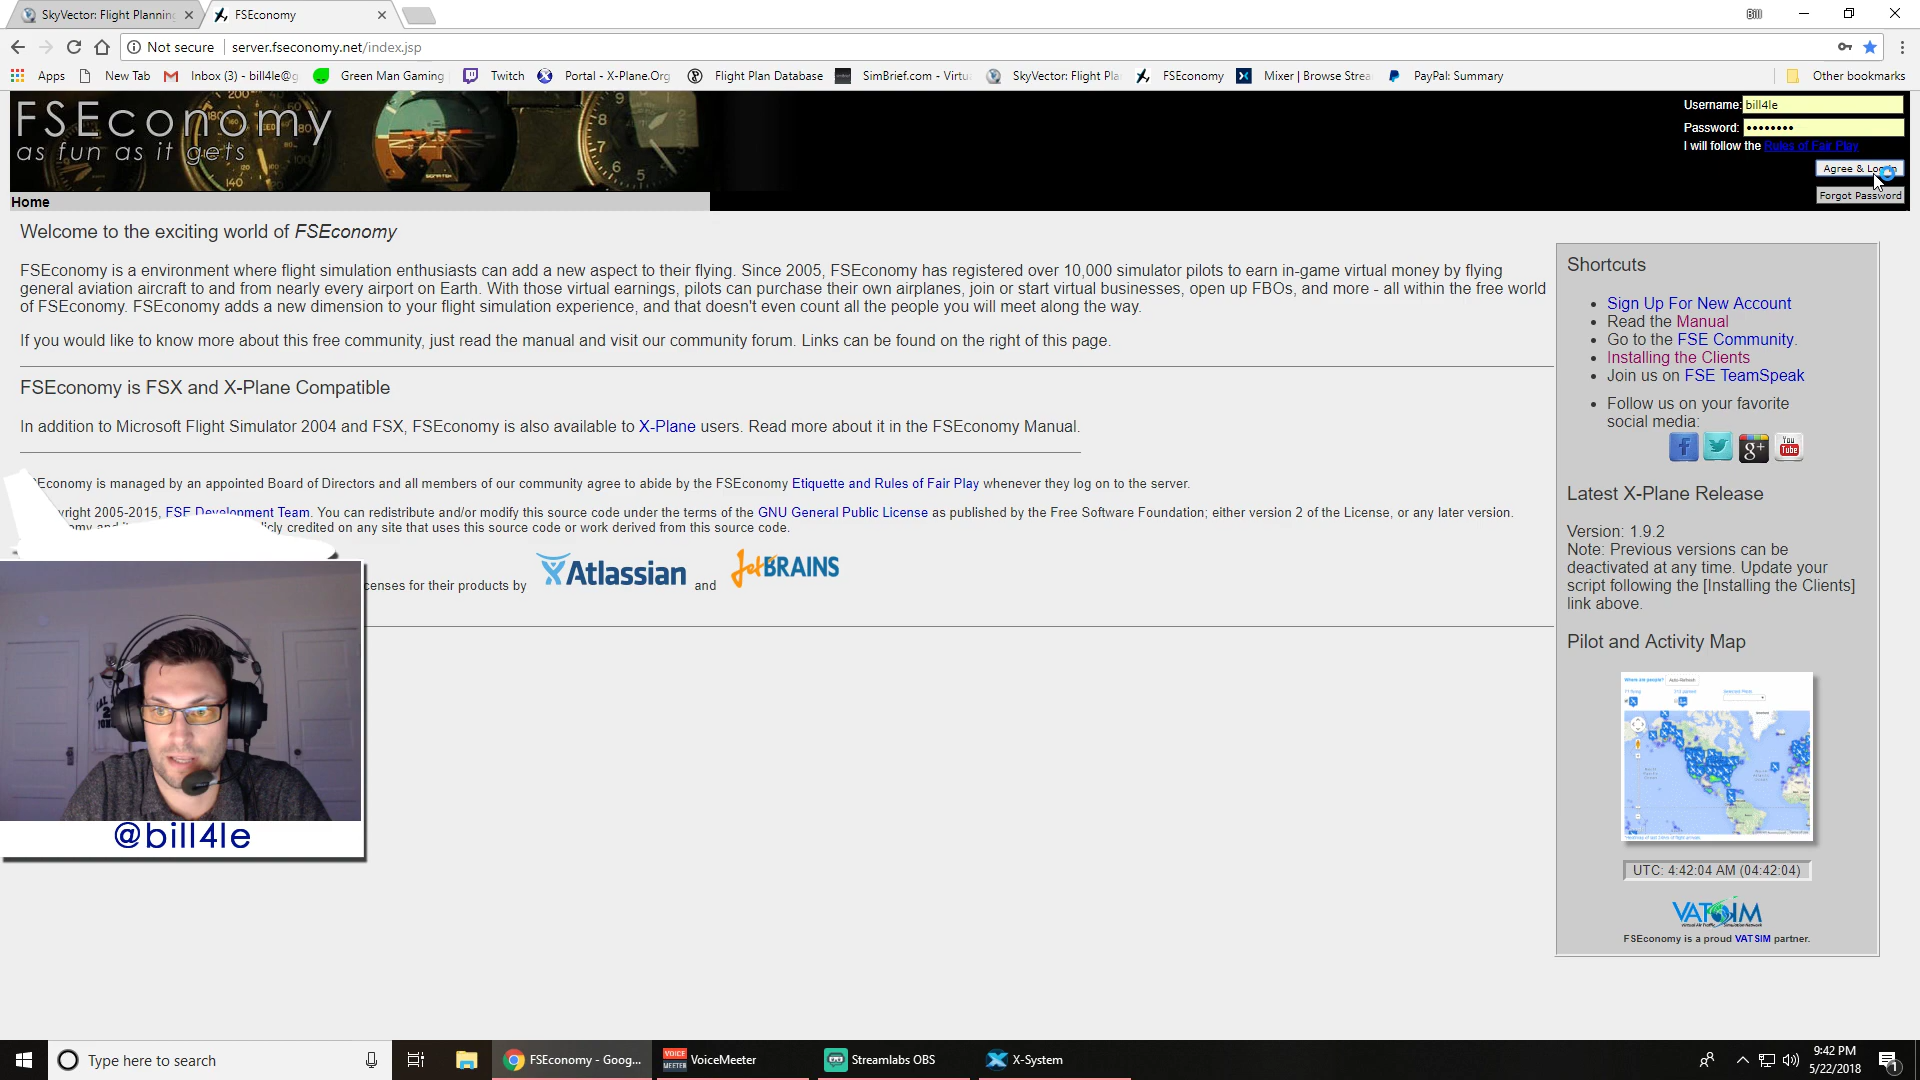 SkyVector: Flight Planning
FSEconomy
Bill
Not secure
server.fseconomy.net/index.jsp
Apps
New Tab
Inbox (3) - bill4le@g
Green Man Gaming
Twitch
Portal - X-Plane.Org
Flight Plan Database
SimBrief.com - Virtu
SkyVector: Flight Pla
FSEconomy
Mixer | Browse Strea
PayPal: Summary
Other bookmarks
FSEconomy
as fun as it gets
Username: bill4le
Password: ••••••••
I will follow the Rules of Fair Play
Agree & Log in
Forgot Password
Home
Welcome to the exciting world of FSEconomy
FSEconomy is a environment where flight simulation enthusiasts can add a new aspect to their flying. Since 2005, FSEconomy has registered over 10,000 simulator pilots to earn in-game virtual money by flying
general aviation aircraft to and from nearly every airport on Earth. With those virtual earnings, pilots can purchase their own airplanes, join or start virtual businesses, open up FBOs, and more - all within the free world
of FSEconomy. FSEconomy adds a new dimension to your flight simulation experience, and that doesn't even count all the people you will meet along the way.
If you would like to know more about this free community, just read the manual and visit our community forum. Links can be found on the right of this page.
FSEconomy is FSX and X-Plane Compatible
In addition to Microsoft Flight Simulator 2004 and FSX, FSEconomy is also available to X-Plane users. Read more about it in the FSEconomy Manual.
Economy is managed by an appointed Board of Directors and all members of our community agree to abide by the FSEconomy Etiquette and Rules of Fair Play whenever they log on to the server.
yright 2005-2015, FSE Development Team. You can redistribute and/or modify this source code under the terms of the GNU General Public License as published by the Free Software Foundation; either version 2 of the License, or any later version.
licly credited on any site that uses this source code or work derived from this source code.
censes for their products by
Atlassian
and
JetBRAINS
Shortcuts
• Sign Up For New Account
• Read the Manual
• Go to the FSE Community.
• Installing the Clients
• Join us on FSE TeamSpeak
• Follow us on your favorite
social media:
f
g+
You
Tube
Latest X-Plane Release
Version: 1.9.2
Note: Previous versions can be
deactivated at any time. Update your
script following the [Installing the Clients]
link above.
Pilot and Activity Map
UTC: 4:42:04 AM (04:42:04)
VATSIM
Virtual Air Traffic Simulation Network
FSEconomy is a proud VATSIM partner.
@bill4le
Type here to search
FSEconomy - Goog...
VOICE
MEETER
VoiceMeeter
Streamlabs OBS
X-System
9:42 PM
5/22/2018
1